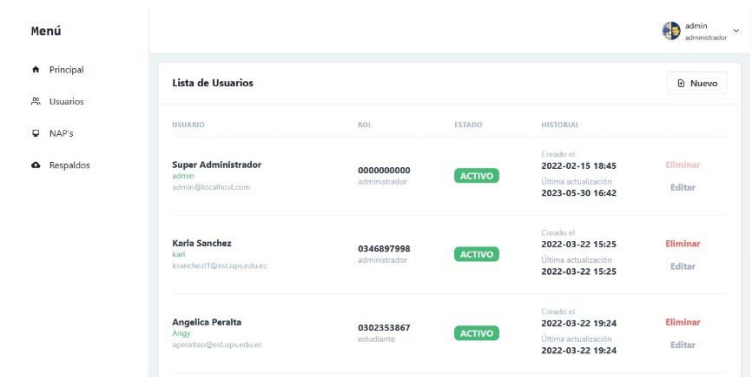 Menú
admin
administrador
Principal
Usuarios
NAP's
Respaldos
Lista de Usuarios
Nuevo
USUARIO ROL ESTADO HISTORIAL
Super Administrador
admin
admin@localhost.com
0000000000
administrador
ACTIVO
Creado el
2022-02-15 18:45
Última actualización
2023-05-30 16:42
Eliminar
Editar
Karla Sanchez
karl
ksanchezl1@est.ups.edu.ec
0346897998
administrador
ACTIVO
Creado el
2022-03-22 15:25
Última actualización
2022-03-22 15:25
Eliminar
Editar
Angelica Peralta
Angy
aperaltao@est.ups.edu.ec
0302353867
estudiante
ACTIVO
Creado el
2022-03-22 19:24
Última actualización
2022-03-22 19:24
Eliminar
Editar